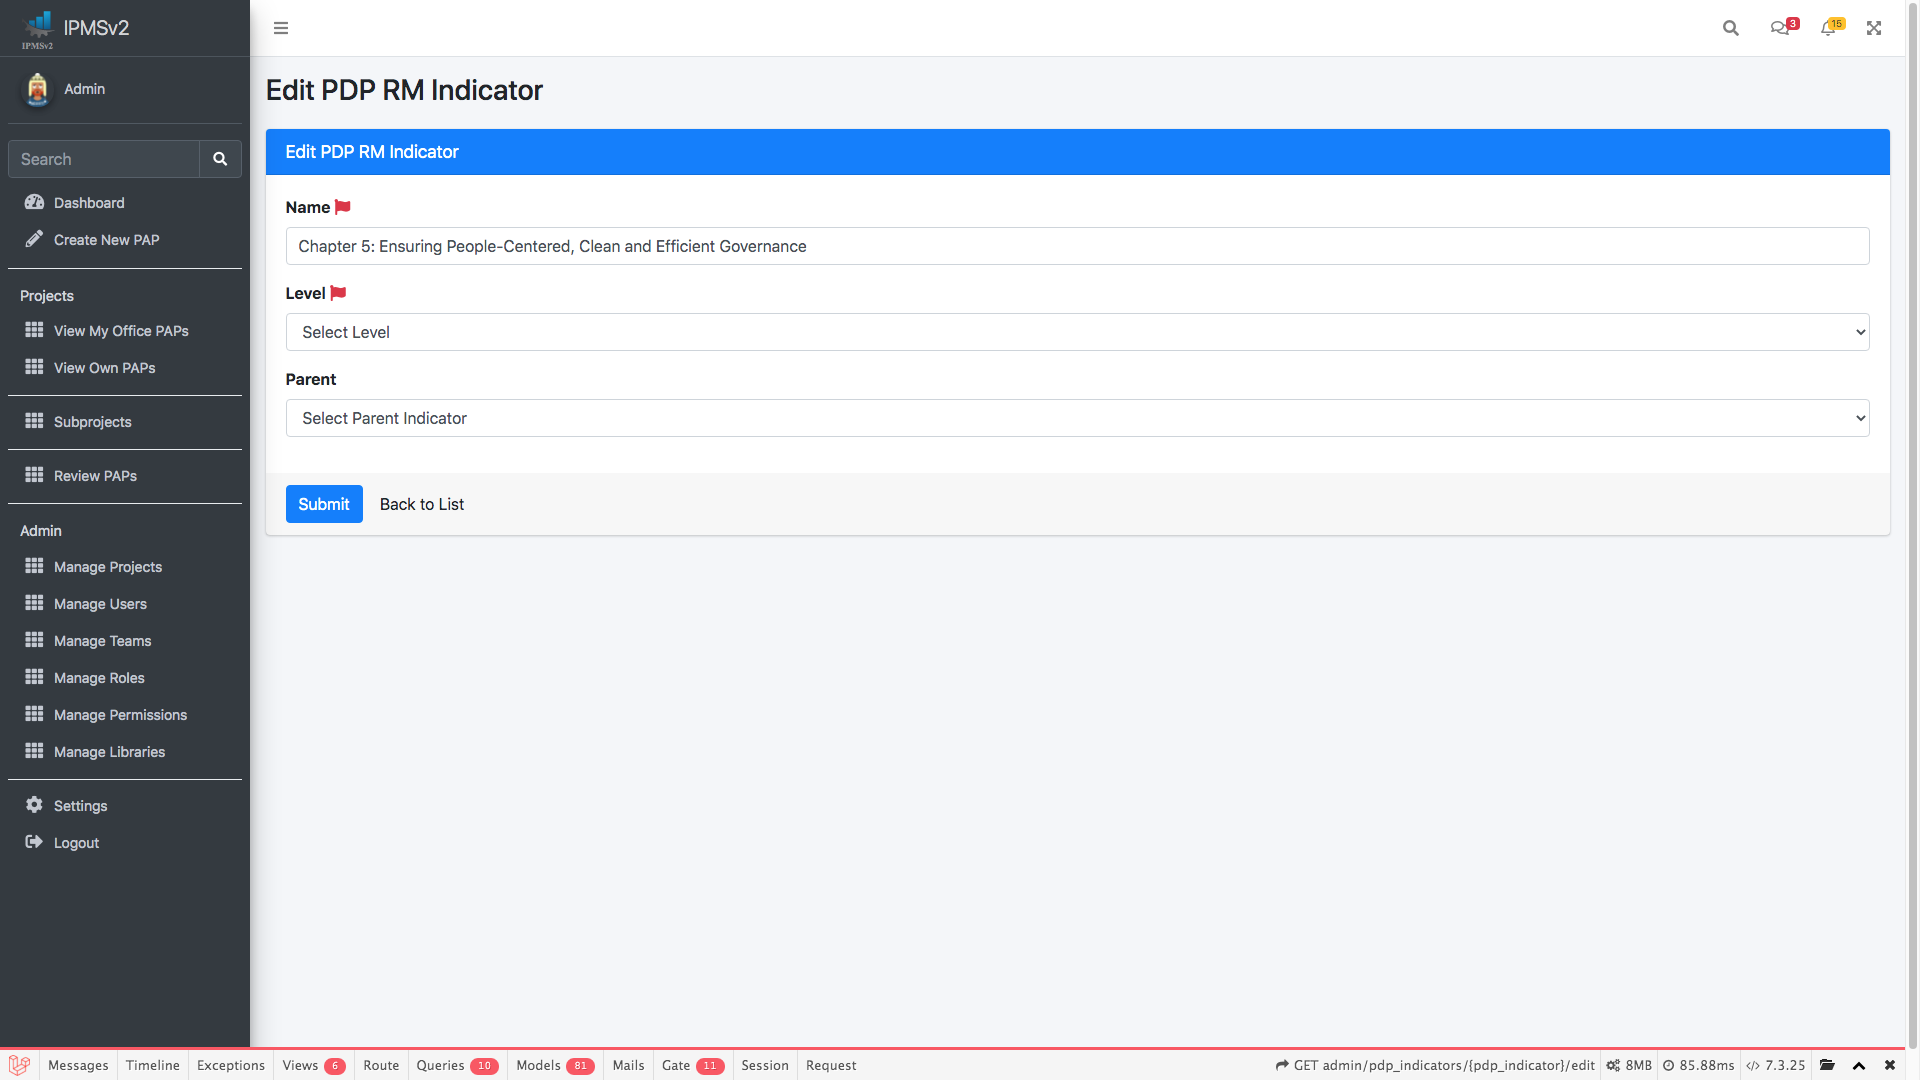 IPMSv2
IPMSv2
Admin
Search
Dashboard
Create New PAP
Projects
View My Office PAPs
View Own PAPs
Subprojects
Review PAPs
Admin
Manage Projects
Manage Users
Manage Teams
Manage Roles
Manage Permissions
Manage Libraries
Settings
Logout
3
15
Edit PDP RM Indicator
Edit PDP RM Indicator
Name
Chapter 5: Ensuring People-Centered, Clean and Efficient Governance
Level
Select Level
Parent
Select Parent Indicator
Submit Back to List
Messages Timeline Exceptions Views 6 Route Queries 10 Models 81 Mails Gate 11 Session Request GET admin/pdp_indicators/{pdp_indicator}/edit 8MB 85.88ms 7.3.25